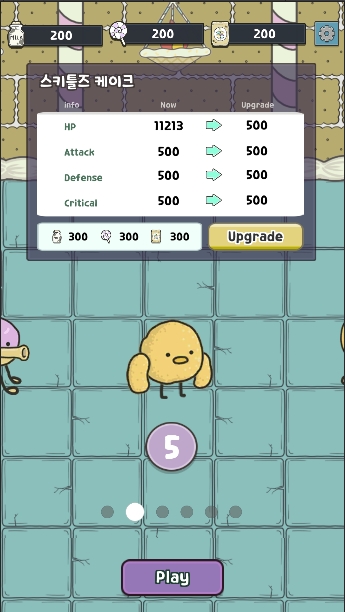 200 200 200
스키틀즈 케이크
Info Now Upgrade
HP 11213 500
Attack 500 500
Defense 500 500
Critical 500 500
300 300 300 Upgrade
5
Play